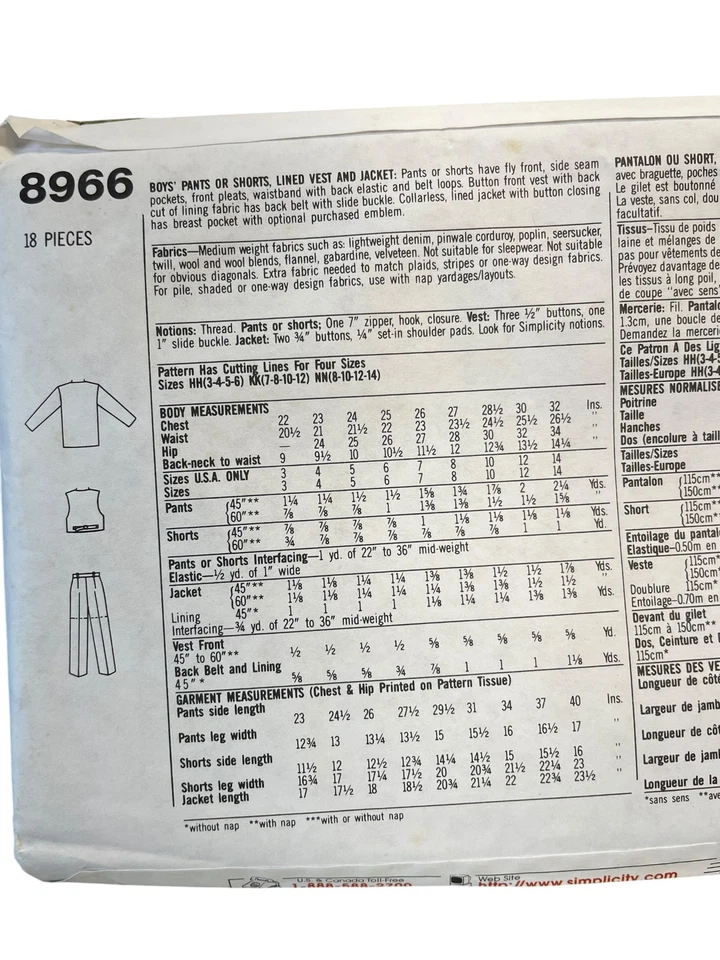 8966
18 PIECES
BOYS' PANTS OR SHORTS, LINED VEST AND JACKET: Pants or shorts have fly front, side seam
pockets, front pleats, waistband with back elastic and belt loops. Button front vest with back
cut of lining fabric has back belt with slide buckle. Collarless, lined jacket with button closing
has breast pocket with optional purchased emblem.
Fabrics—Medium weight fabrics such as: lightweight denim, pinwale corduroy, poplin, seersucker,
twill, wool and wool blends, flannel, gabardine, velveteen. Not suitable for sleepwear. Not suitable
for obvious diagonals. Extra fabric needed to match plaids, stripes or one-way design fabrics.
For pile, shaded or one-way design fabrics, use with nap yardages/layouts.
Notions: Thread. Pants or shorts; One 7" zipper, hook, closure. Vest: Three ½" buttons, one
1" slide buckle. Jacket: Two ¾" buttons, ¼" set-in shoulder pads. Look for Simplicity notions.
Pattern Has Cutting Lines For Four Sizes
Sizes HH(3-4-5-6) KK(7-8-10-12) NN(8-10-12-14)
BODY MEASUREMENTS
Chest 22 23 24 25 26 27 28½ 30 32 Ins.
Waist 20½ 21 21½ 22 23 23½ 24½ 25½ 26½ "
Hip — 24 25 26 27 28 30 32 34 "
Back-neck to waist 9 9½ 10 10½ 11½ 12 12¾ 13½ 14¼ "
Sizes U.S.A. ONLY 3 4 5 6 7 8 10 12 14
Sizes 3 4 5 6 7 8 10 12 14
Pants {45"** 1¼ 1¼ 1½ 1½ 1⅝ 1¾ 1⅞ 2 2¼ Yds.
{60"** ⅞ ⅞ ⅞ 1 1⅜ 1⅜ 1½ 1½ 1⅝ "
Shorts {45"** ⅞ ⅞ ⅞ ⅞ 1 1⅛ 1⅛ 1⅛ 1⅛ Yds.
{60"** ¾ ⅞ ⅞ ⅞ ⅞ ⅞ ⅞ 1 1 Yd.
Pants or Shorts Interfacing—1 yd. of 22" to 36" mid-weight
Elastic—½ yd. of 1" wide
Jacket {45"** 1⅛ 1⅛ 1¼ 1¼ 1⅜ 1⅜ 1½ 1½ 1⅞ Yds.
{60"** 1⅛ 1⅛ 1¼ 1¼ 1⅜ 1⅜ 1½ 1½ "
Lining 45"* 1 1 1 1 1⅛ 1¼ 1¼ 1⅜ 1⅜ Yds.
Interfacing—¾ yd. of 22" to 36" mid-weight
Vest Front
45" to 60"** ½ ½ ½ ½ ⅝ ⅝ ⅝ ⅝ ⅝ Yd.
Back Belt and Lining
45"* ⅝ ⅝ ⅝ ¾ ⅞ 1 1 1 1⅛ Yds.
GARMENT MEASUREMENTS (Chest & Hip Printed on Pattern Tissue)
Pants side length 23 24½ 26 27½ 29½ 31 34 37 40 Ins.
Pants leg width 12¾ 13 13¼ 13½ 15 15½ 16 16½ 17 "
Shorts side length 11½ 12 12½ 12¾ 14¼ 14½ 15 15½ 16 "
Shorts leg width 16¾ 17 17¼ 17½ 20 20¾ 21½ 22¼ 23 "
Jacket length 17 17½ 18 18½ 20¾ 21¼ 22 22¾ 23½ "
*without nap **with nap ***with or without nap
PANTALON OU SHORT,
avec braguette, poches
Le gilet est boutonné
La veste, sans col, dou
facultatif.
Tissus—Tissu de poids
laine et mélanges de
pas pour vêtements de
Prévoyez davantage de
les tissus à long poil,
de coupe "avec sens
Mercerie: Fil. Pantalo
1.3cm, une boucle de
Demandez la mercerie
Ce Patron A Des Lig
Tailles/Sizes HH(3-4-5
Tailles-Europe HH(3-4
MESURES NORMALISE
Poitrine
Taille
Hanches
Dos (encolure à tail
Tailles/Sizes
Tailles-Europe
Pantalon {115cm**
{150cm**
Short {115cm**
{150cm**
Entoilage du pantal
Elastique—0.50m en
Veste {115cm*
{150cm*
Doublure 115cm*
Entoilage—0.70m en
Devant du gilet
115cm à 150cm**
Dos, Ceinture et
115cm*
MESURES DES VE
Longueur de côté
Largeur de jamb
Longueur de côt
Largeur de jam
Longueur de la
*sans sens **ave
U.S. & Canada Toll-Free
1-888-588-2700
Web Site
http://www.simplicity.com